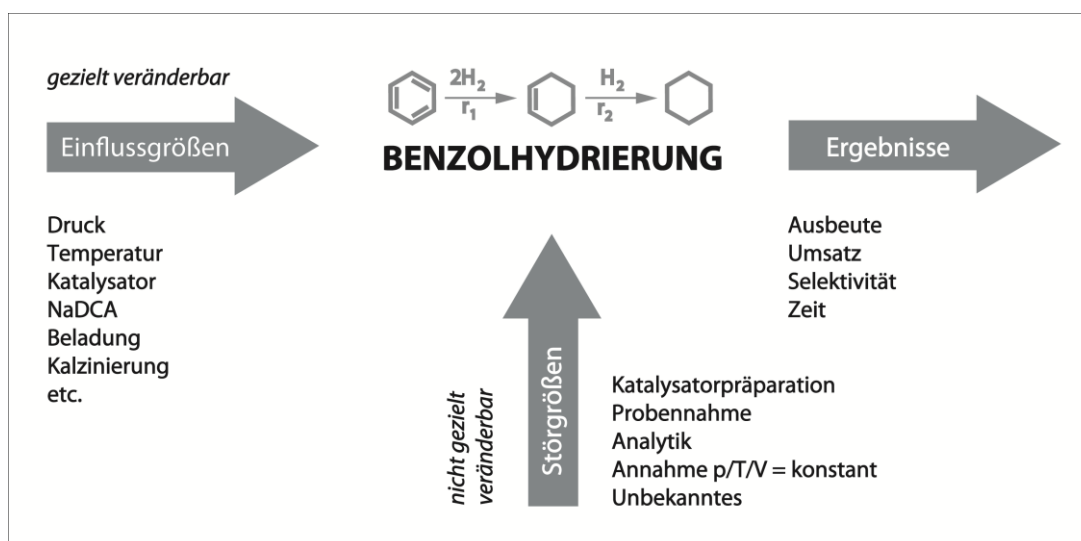 gezielt veränderbar
Einflussgrößen
Druck
Temperatur
Katalysator
NaDCA
Beladung
Kalzinierung
etc.
2H₂
r₁
H₂
r₂
BENZOLHYDRIERUNG
Ergebnisse
Ausbeute
Umsatz
Selektivität
Zeit
nicht gezielt
veränderbar
Störgrößen
Katalysatorpräparation
Probennahme
Analytik
Annahme p/T/V = konstant
Unbekanntes